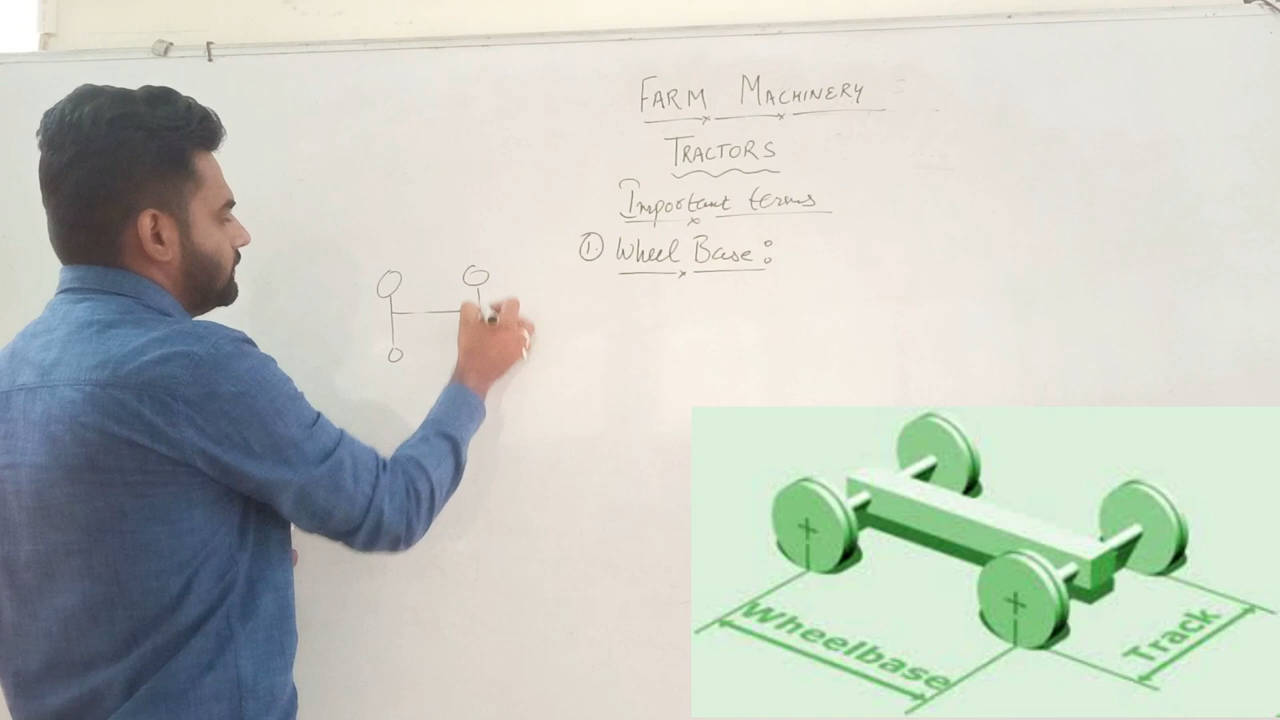 FARM MACHINERY
TRACTORS
Important terms
① Wheel Base:
Wheelbase
Track